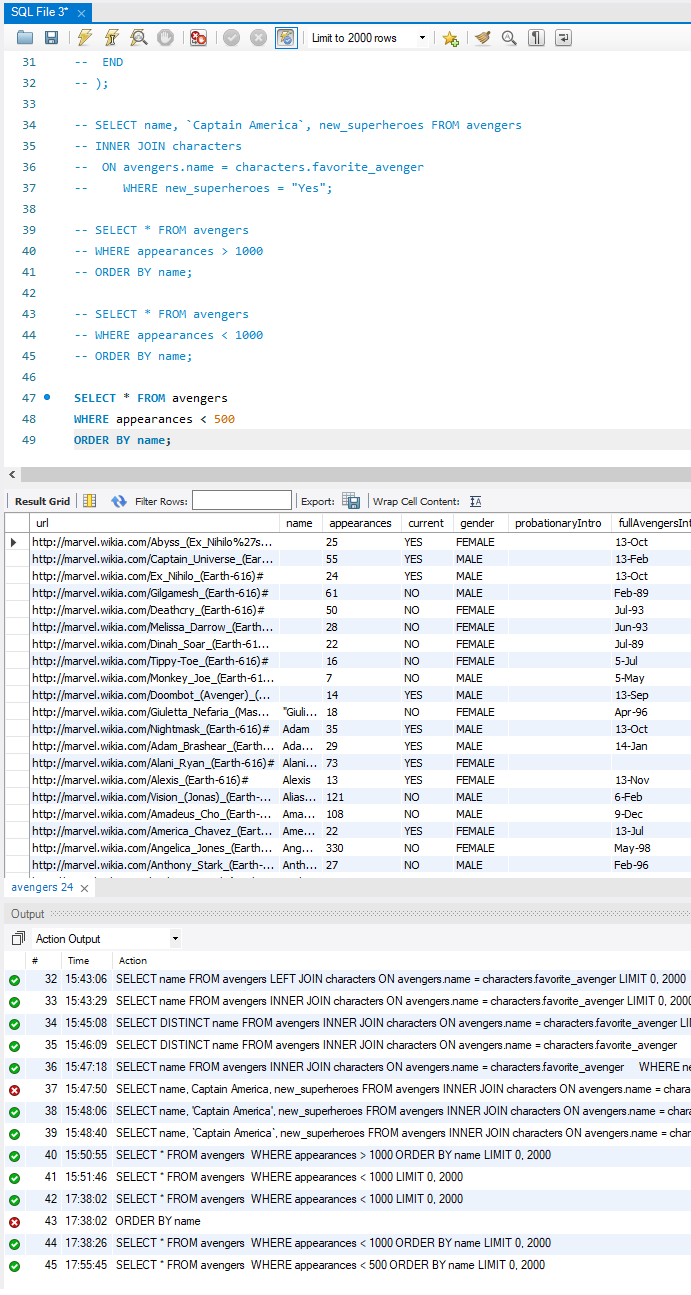 SQL File 3* ×
Limit to 2000 rows
31 -- END
32 -- );
33
34 -- SELECT name, `Captain America`, new_superheroes FROM avengers
35 -- INNER JOIN characters
36 -- ON avengers.name = characters.favorite_avenger
37 -- WHERE new_superheroes = "Yes";
38
39 -- SELECT * FROM avengers
40 -- WHERE appearances > 1000
41 -- ORDER BY name;
42
43 -- SELECT * FROM avengers
44 -- WHERE appearances < 1000
45 -- ORDER BY name;
46
47 SELECT * FROM avengers
48 WHERE appearances < 500
49 ORDER BY name;
Result Grid Filter Rows: Export: Wrap Cell Content:
url name appearances current gender probationaryIntro fullAvengersInt
http://marvel.wikia.com/Abyss_(Ex_Nihilo%27s... 25 YES FEMALE 13-Oct
http://marvel.wikia.com/Captain_Universe_(Ear... 55 YES MALE 13-Feb
http://marvel.wikia.com/Ex_Nihilo_(Earth-616)# 24 YES MALE 13-Oct
http://marvel.wikia.com/Gilgamesh_(Earth-616)# 61 NO MALE Feb-89
http://marvel.wikia.com/Deathcry_(Earth-616)# 50 NO FEMALE Jul-93
http://marvel.wikia.com/Melissa_Darrow_(Earth... 28 NO FEMALE Jun-93
http://marvel.wikia.com/Dinah_Soar_(Earth-61... 22 NO FEMALE Jul-89
http://marvel.wikia.com/Tippy-Toe_(Earth-616)# 16 NO FEMALE 5-Jul
http://marvel.wikia.com/Monkey_Joe_(Earth-61... 7 NO MALE 5-May
http://marvel.wikia.com/Doombot_(Avenger)_(... 14 YES MALE 13-Sep
http://marvel.wikia.com/Giuletta_Nefaria_(Mas... "Giuli... 18 NO FEMALE Apr-96
http://marvel.wikia.com/Nightmask_(Earth-616)# Adam 35 YES MALE 13-Oct
http://marvel.wikia.com/Adam_Brashear_(Earth... Ada... 29 YES MALE 14-Jan
http://marvel.wikia.com/Alani_Ryan_(Earth-616)# Alani... 73 YES FEMALE
http://marvel.wikia.com/Alexis_(Earth-616)# Alexis 13 YES FEMALE 13-Nov
http://marvel.wikia.com/Vision_(Jonas)_(Earth-... Alias... 121 NO MALE 6-Feb
http://marvel.wikia.com/Amadeus_Cho_(Earth-... Ama... 108 NO MALE 9-Dec
http://marvel.wikia.com/America_Chavez_(Eart... Ame... 22 YES FEMALE 13-Jul
http://marvel.wikia.com/Angelica_Jones_(Earth... Ang... 330 NO FEMALE May-98
http://marvel.wikia.com/Anthony_Stark_(Earth-... Anth... 27 NO MALE Feb-96
avengers 24 ×
Output
Action Output
# Time Action
32 15:43:06 SELECT name FROM avengers LEFT JOIN characters ON avengers.name = characters.favorite_avenger LIMIT 0, 2000
33 15:43:29 SELECT name FROM avengers INNER JOIN characters ON avengers.name = characters.favorite_avenger LIMIT 0, 2000
34 15:45:08 SELECT DISTINCT name FROM avengers INNER JOIN characters ON avengers.name = characters.favorite_avenger LI
35 15:46:09 SELECT DISTINCT name FROM avengers INNER JOIN characters ON avengers.name = characters.favorite_avenger
36 15:47:18 SELECT name FROM avengers INNER JOIN characters ON avengers.name = characters.favorite_avenger WHERE ne
37 15:47:50 SELECT name, Captain America, new_superheroes FROM avengers INNER JOIN characters ON avengers.name = chara
38 15:48:06 SELECT name, 'Captain America', new_superheroes FROM avengers INNER JOIN characters ON avengers.name = char
39 15:48:40 SELECT name, `Captain America`, new_superheroes FROM avengers INNER JOIN characters ON avengers.name = char
40 15:50:55 SELECT * FROM avengers WHERE appearances > 1000 ORDER BY name LIMIT 0, 2000
41 15:51:46 SELECT * FROM avengers WHERE appearances < 1000 LIMIT 0, 2000
42 17:38:02 SELECT * FROM avengers WHERE appearances < 1000 LIMIT 0, 2000
43 17:38:02 ORDER BY name
44 17:38:26 SELECT * FROM avengers WHERE appearances < 1000 ORDER BY name LIMIT 0, 2000
45 17:55:45 SELECT * FROM avengers WHERE appearances < 500 ORDER BY name LIMIT 0, 2000